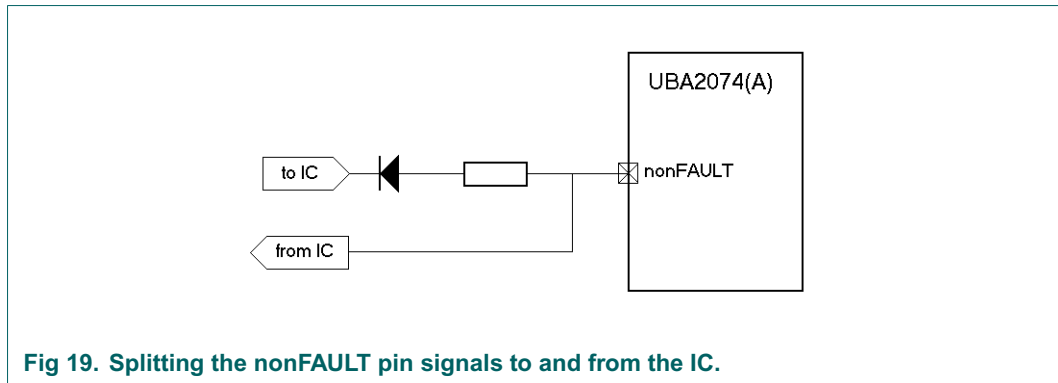 UBA2074(A)
to IC
nonFAULT
from IC
Fig 19. Splitting the nonFAULT pin signals to and from the IC.